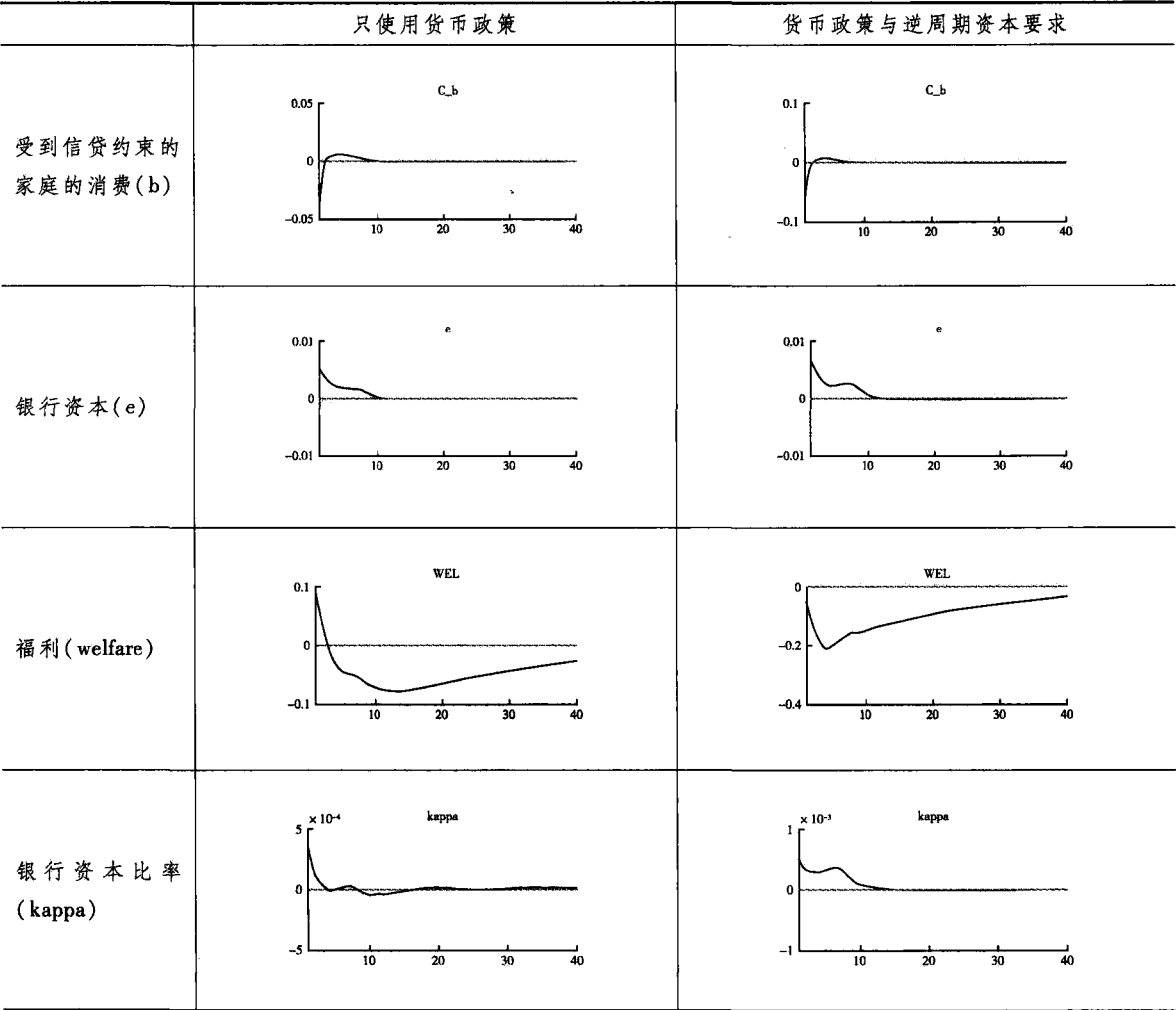 只使用货币政策
货币政策与逆周期资本要求
受到信贷约束的
家庭的消费(b)
C_b
0.05
0
-0.05
10 20 30 40
C_b
0.1
0
-0.1
10 20 30 40
银行资本(e)
e
0.01
0
-0.01
10 20 30 40
e
0.01
0
-0.01
10 20 30 40
福利(welfare)
WEL
0.1
0
-0.1
10 20 30 40
WEL
0
-0.2
-0.4
10 20 30 40
银行资本比率
(kappa)
kappa
×10-4
5
0
-5
10 20 30 40
kappa
×10-3
1
0
-1
10 20 30 40